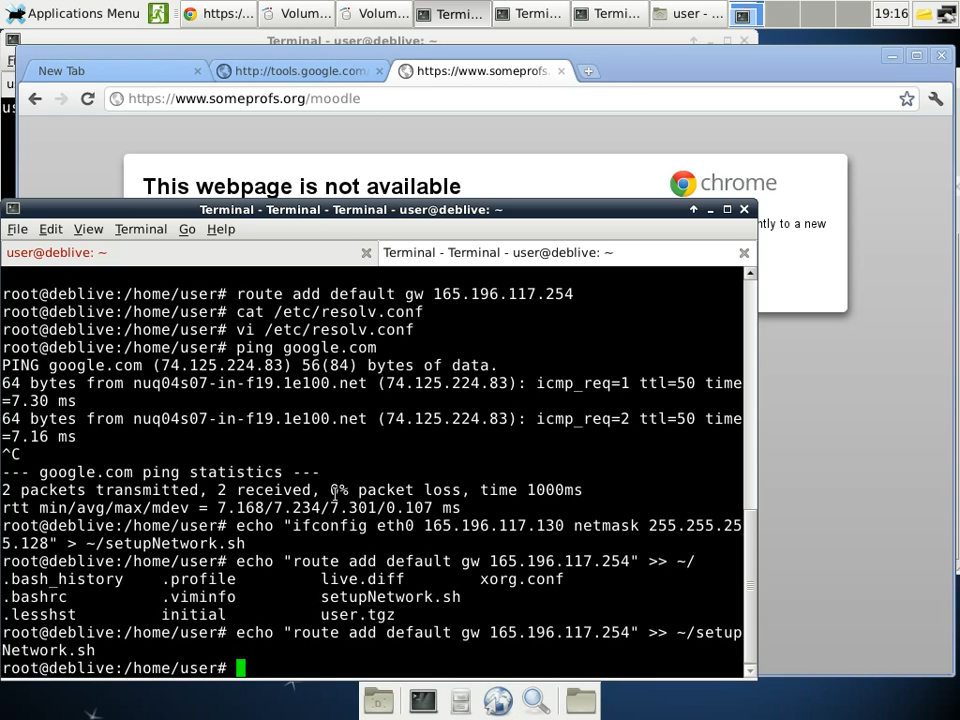 Applications Menu
https:/...
Volum...
Volum...
Termi...
Termi...
Termi...
user - ...
19:16
Terminal - user@deblive: ~
New Tab
http://tools.google.com
https://www.someprofs.
https://www.someprofs.org/moodle
This webpage is not available
chrome
ntly to a new
Terminal - Terminal - Terminal - user@deblive: ~
File Edit View Terminal Go Help
user@deblive: ~
Terminal - Terminal - user@deblive: ~
root@deblive:/home/user# route add default gw 165.196.117.254
root@deblive:/home/user# cat /etc/resolv.conf
root@deblive:/home/user# vi /etc/resolv.conf
root@deblive:/home/user# ping google.com
PING google.com (74.125.224.83) 56(84) bytes of data.
64 bytes from nuq04s07-in-f19.1e100.net (74.125.224.83): icmp_req=1 ttl=50 time
=7.30 ms
64 bytes from nuq04s07-in-f19.1e100.net (74.125.224.83): icmp_req=2 ttl=50 time
=7.16 ms
^C
--- google.com ping statistics ---
2 packets transmitted, 2 received, 0% packet loss, time 1000ms
rtt min/avg/max/mdev = 7.168/7.234/7.301/0.107 ms
root@deblive:/home/user# echo "ifconfig eth0 165.196.117.130 netmask 255.255.25
5.128" > ~/setupNetwork.sh
root@deblive:/home/user# echo "route add default gw 165.196.117.254" >> ~/
.bash_history .profile live.diff xorg.conf
.bashrc .viminfo setupNetwork.sh
.lesshst initial user.tgz
root@deblive:/home/user# echo "route add default gw 165.196.117.254" >> ~/setup
Network.sh
root@deblive:/home/user#